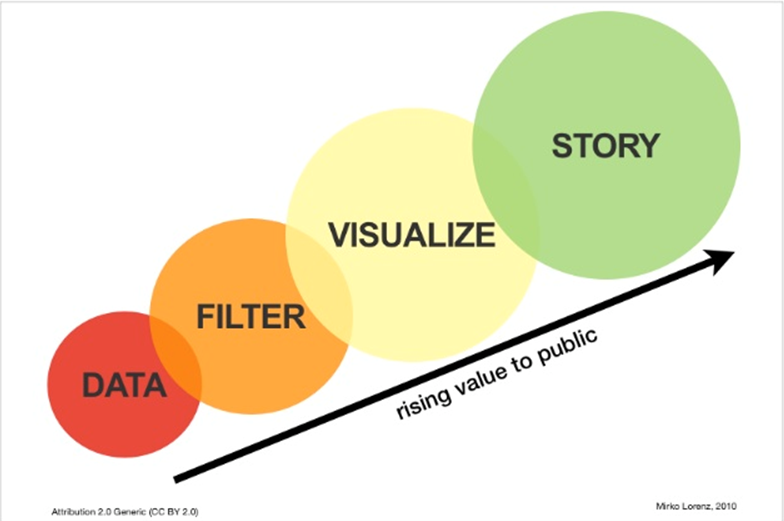 STORY
VISUALIZE
FILTER
DATA
rising value to public
Attribution 2.0 Generic (CC BY 2.0)
Mirko Lorenz, 2010